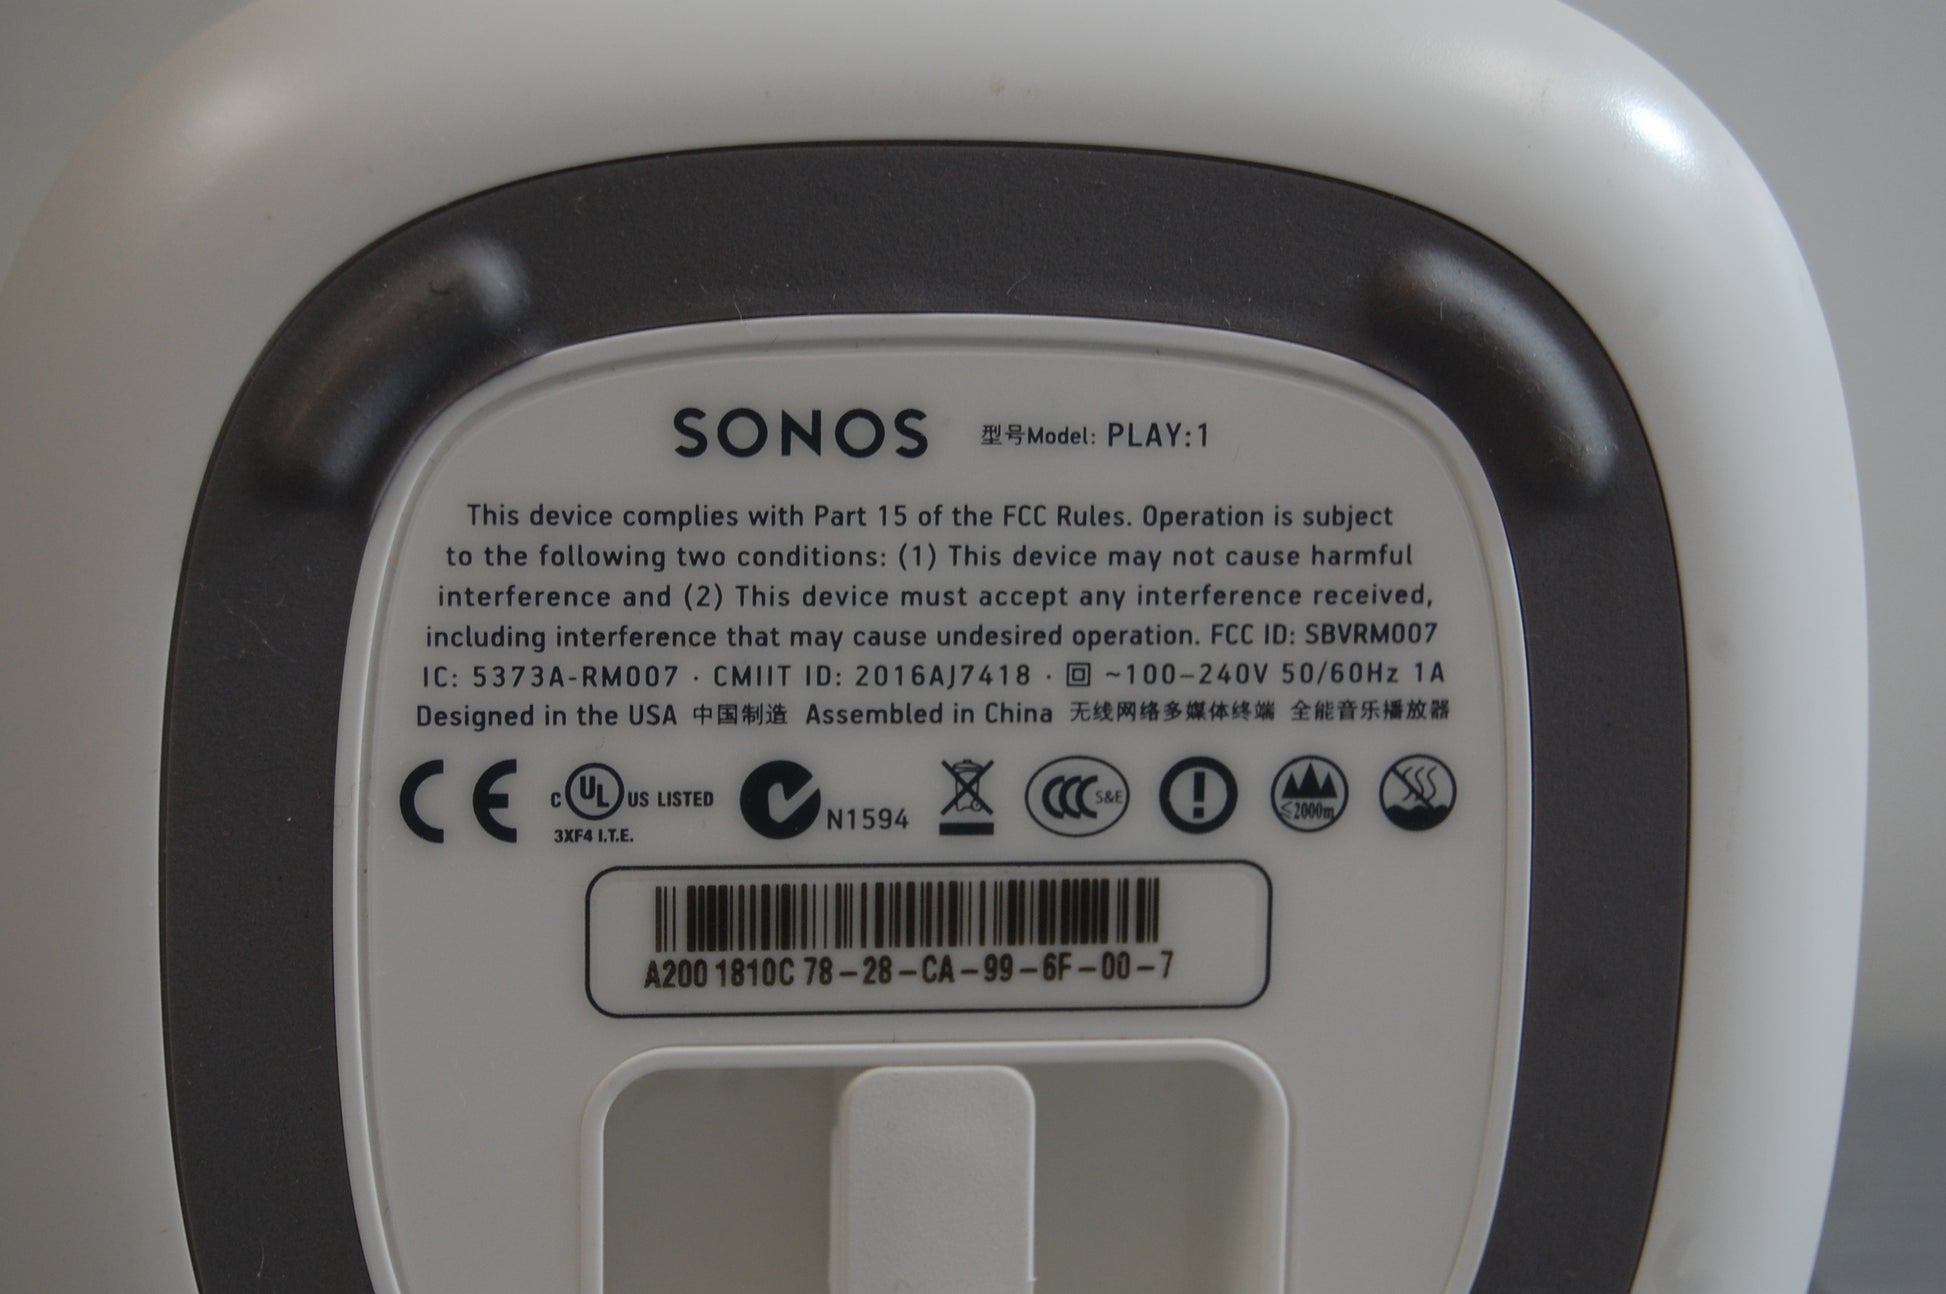 SONOS 型号Model: PLAY:1
This device complies with Part 15 of the FCC Rules. Operation is subject
to the following two conditions: (1) This device may not cause harmful
interference and (2) This device must accept any interference received,
including interference that may cause undesired operation. FCC ID: SBVRM007
IC: 5373A-RM007 · CMIIT ID: 2016AJ7418 · ~100-240V 50/60Hz 1A
Designed in the USA 中国制造 Assembled in China 无线网络多媒体终端 全能音乐播放器
CE C UL US LISTED N1594 CCC S&E ! ≤2000m
3XF4 I.T.E.
A200 1810C 78-28-CA-99-6F-00-7